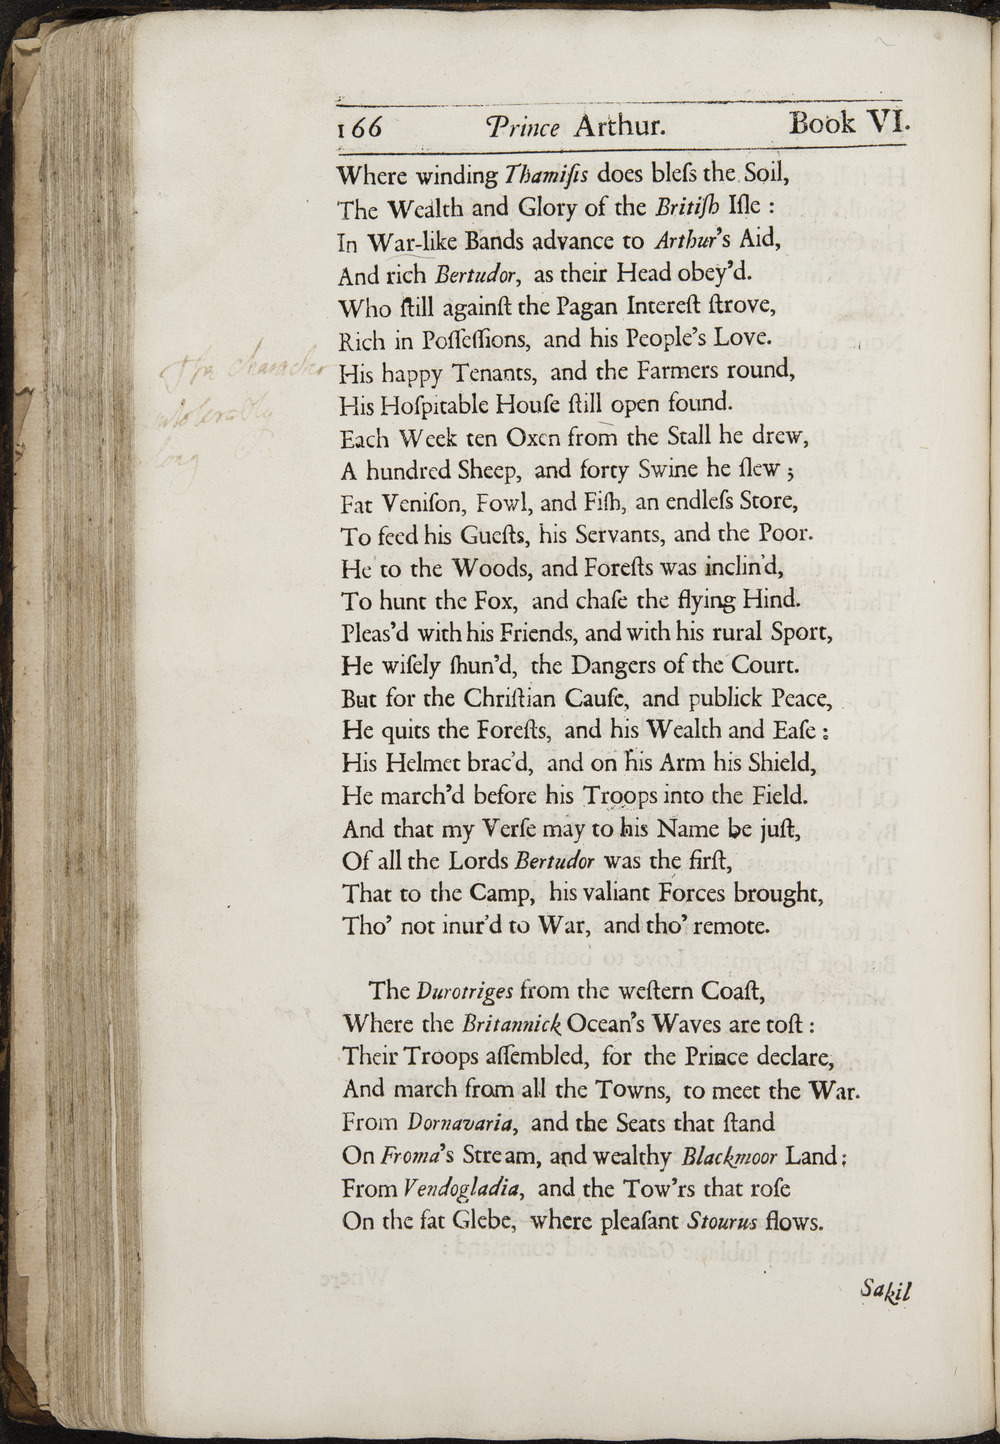 166 Prince Arthur. Book VI.
Where winding Thamiſis does bleſs the Soil,
The Wealth and Glory of the Britiſh Iſle :
In War-like Bands advance to Arthur's Aid,
And rich Bertudor, as their Head obey'd.
Who ſtill againſt the Pagan Intereſt ſtrove,
Rich in Poſſeſſions, and his People's Love.
The character
intolerably
long
His happy Tenants, and the Farmers round,
His Hoſpitable Houſe ſtill open found.
Each Week ten Oxen from the Stall he drew,
A hundred Sheep, and forty Swine he ſlew ;
Fat Veniſon, Fowl, and Fiſh, an endleſs Store,
To feed his Gueſts, his Servants, and the Poor.
He to the Woods, and Foreſts was inclin'd,
To hunt the Fox, and chaſe the flying Hind.
Pleas'd with his Friends, and with his rural Sport,
He wiſely ſhun'd, the Dangers of the Court.
But for the Chriſtian Cauſe, and publick Peace,
He quits the Foreſts, and his Wealth and Eaſe :
His Helmet brac'd, and on his Arm his Shield,
He march'd before his Troops into the Field.
And that my Verſe may to his Name be juſt,
Of all the Lords Bertudor was the firſt,
That to the Camp, his valiant Forces brought,
Tho' not inur'd to War, and tho' remote.
The Durotriges from the weſtern Coaſt,
Where the Britannick Ocean's Waves are toſt :
Their Troops aſſembled, for the Prince declare,
And march from all the Towns, to meet the War.
From Dornavaria, and the Seats that ſtand
On Froma's Stream, and wealthy Blackmoor Land ;
From Vendogladia, and the Tow'rs that roſe
On the fat Glebe, where pleaſant Stourus flows.
Sakil